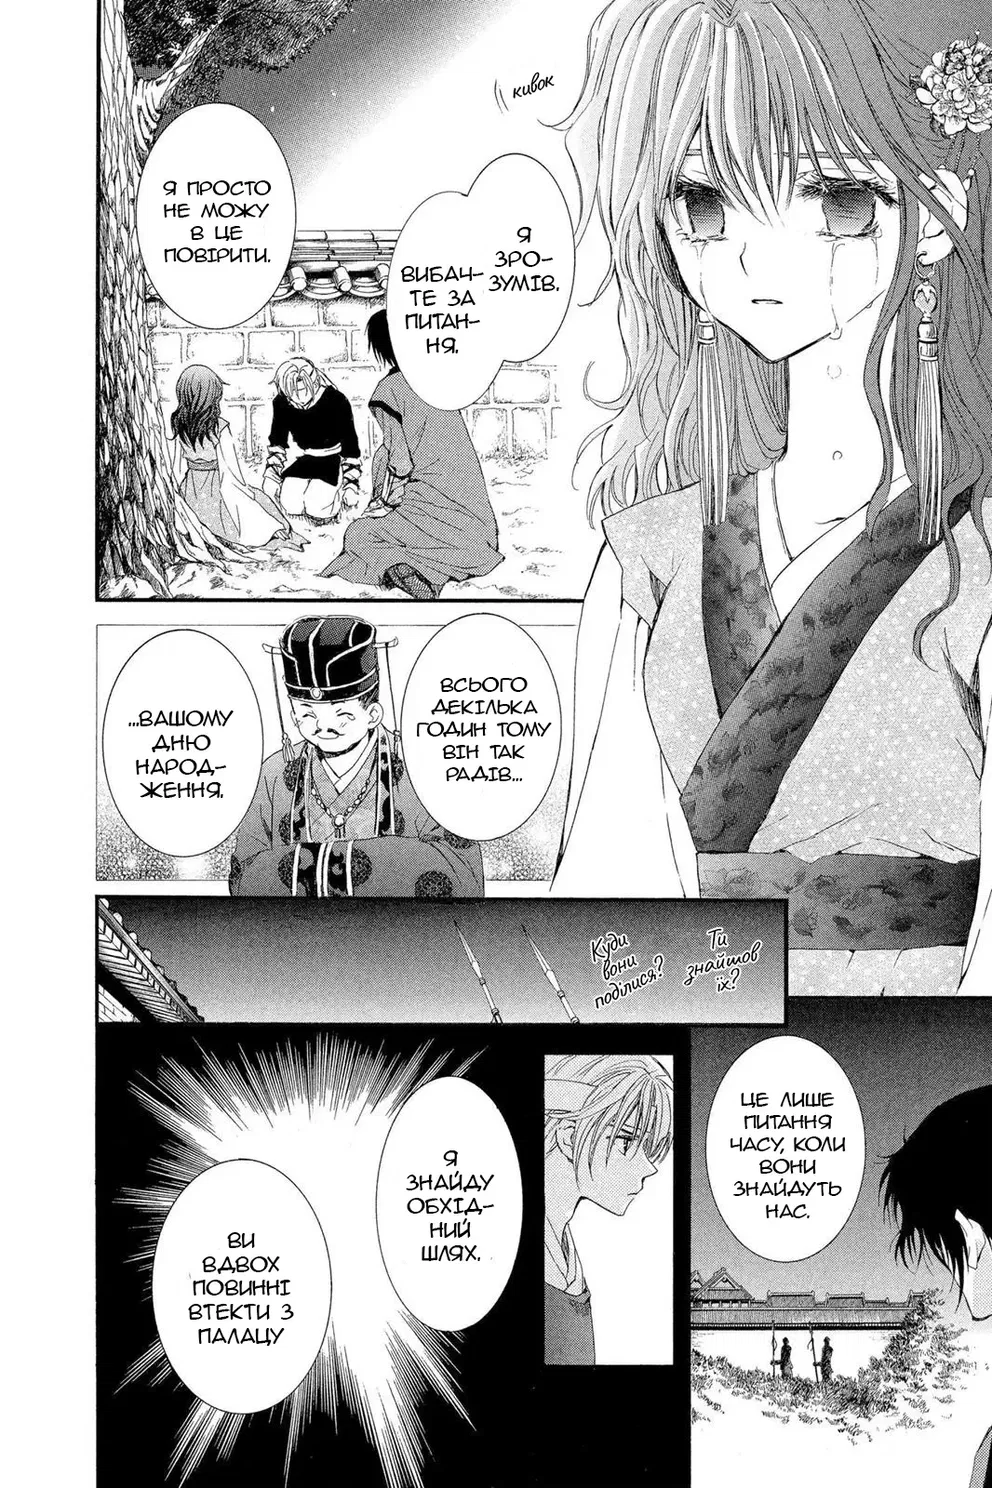 кивок
Я
ЗРО-
ЗУМІВ.
ВИБАЧ-
ТЕ ЗА
ПИТАН-
НЯ.
Я ПРОСТО
НЕ МОЖУ
В ЦЕ
ПОВІРИТИ.
ВСЬОГО
ДЕКІЛЬКА
ГОДИН ТОМУ
ВІН ТАК
РАДІВ...
...ВАШОМУ
ДНЮ
НАРОД-
ЖЕННЯ.
Ти
знайшов
їх?
Куди
вони
поділися?
ЦЕ ЛИШЕ
ПИТАННЯ
ЧАСУ, КОЛИ
ВОНИ
ЗНАЙДУТЬ
НАС.
Я
ЗНАЙДУ
ОБХІД-
НИЙ
ШЛЯХ.
ВИ
ВДВОХ
ПОВИННІ
ВТЕКТИ З
ПАЛАЦУ